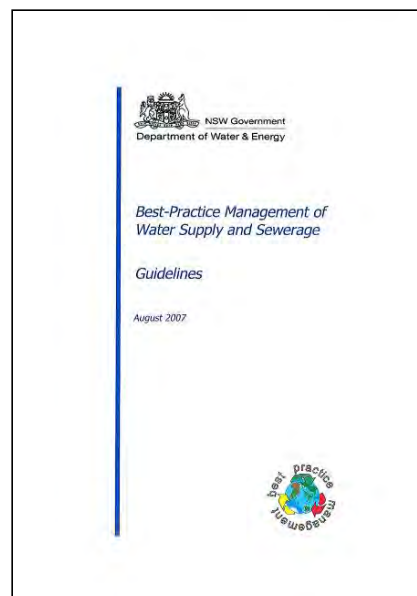 NSW Government
Department of Water & Energy
Best-Practice Management of
Water Supply and Sewerage
Guidelines
August 2007
best practice management